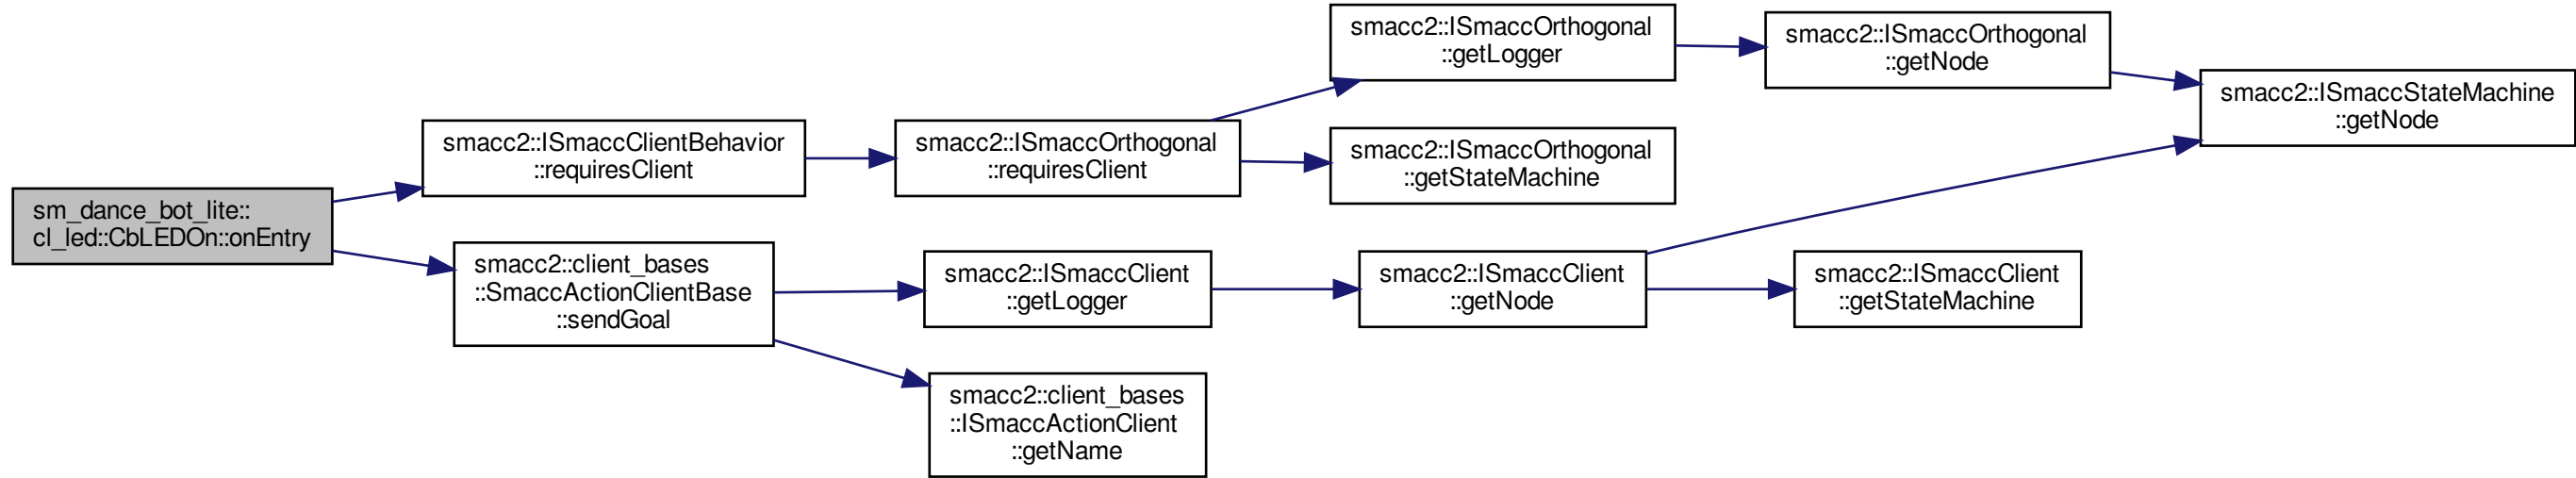 sm_dance_bot_lite::
cl_led::CbLEDOn::onEntry
smacc2::ISmaccClientBehavior
::requiresClient
smacc2::ISmaccOrthogonal
::requiresClient
smacc2::ISmaccOrthogonal
::getLogger
smacc2::ISmaccOrthogonal
::getNode
smacc2::ISmaccStateMachine
::getNode
smacc2::ISmaccOrthogonal
::getStateMachine
smacc2::client_bases
::SmaccActionClientBase
::sendGoal
smacc2::ISmaccClient
::getLogger
smacc2::ISmaccClient
::getNode
smacc2::ISmaccClient
::getStateMachine
smacc2::client_bases
::ISmaccActionClient
::getName